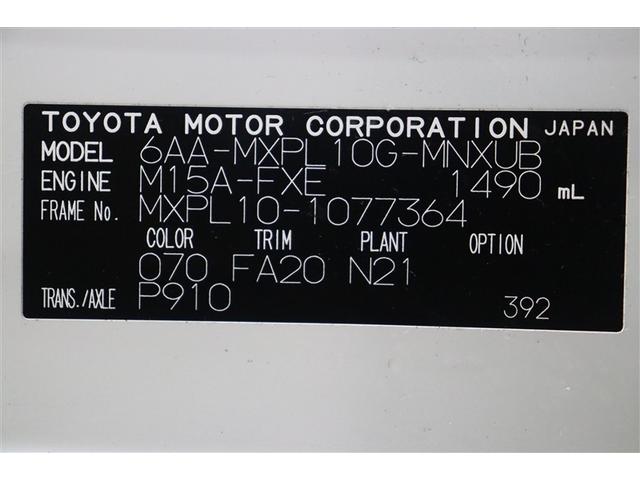 TOYOTA MOTOR CORPORATION JAPAN
MODEL 6AA-MXPL10G-MNXUB
ENGINE M15A-FXE 1490 mL
FRAME No. MXPL10-1077364
COLOR TRIM PLANT OPTION
070 FA20 N21
TRANS./AXLE P910
392